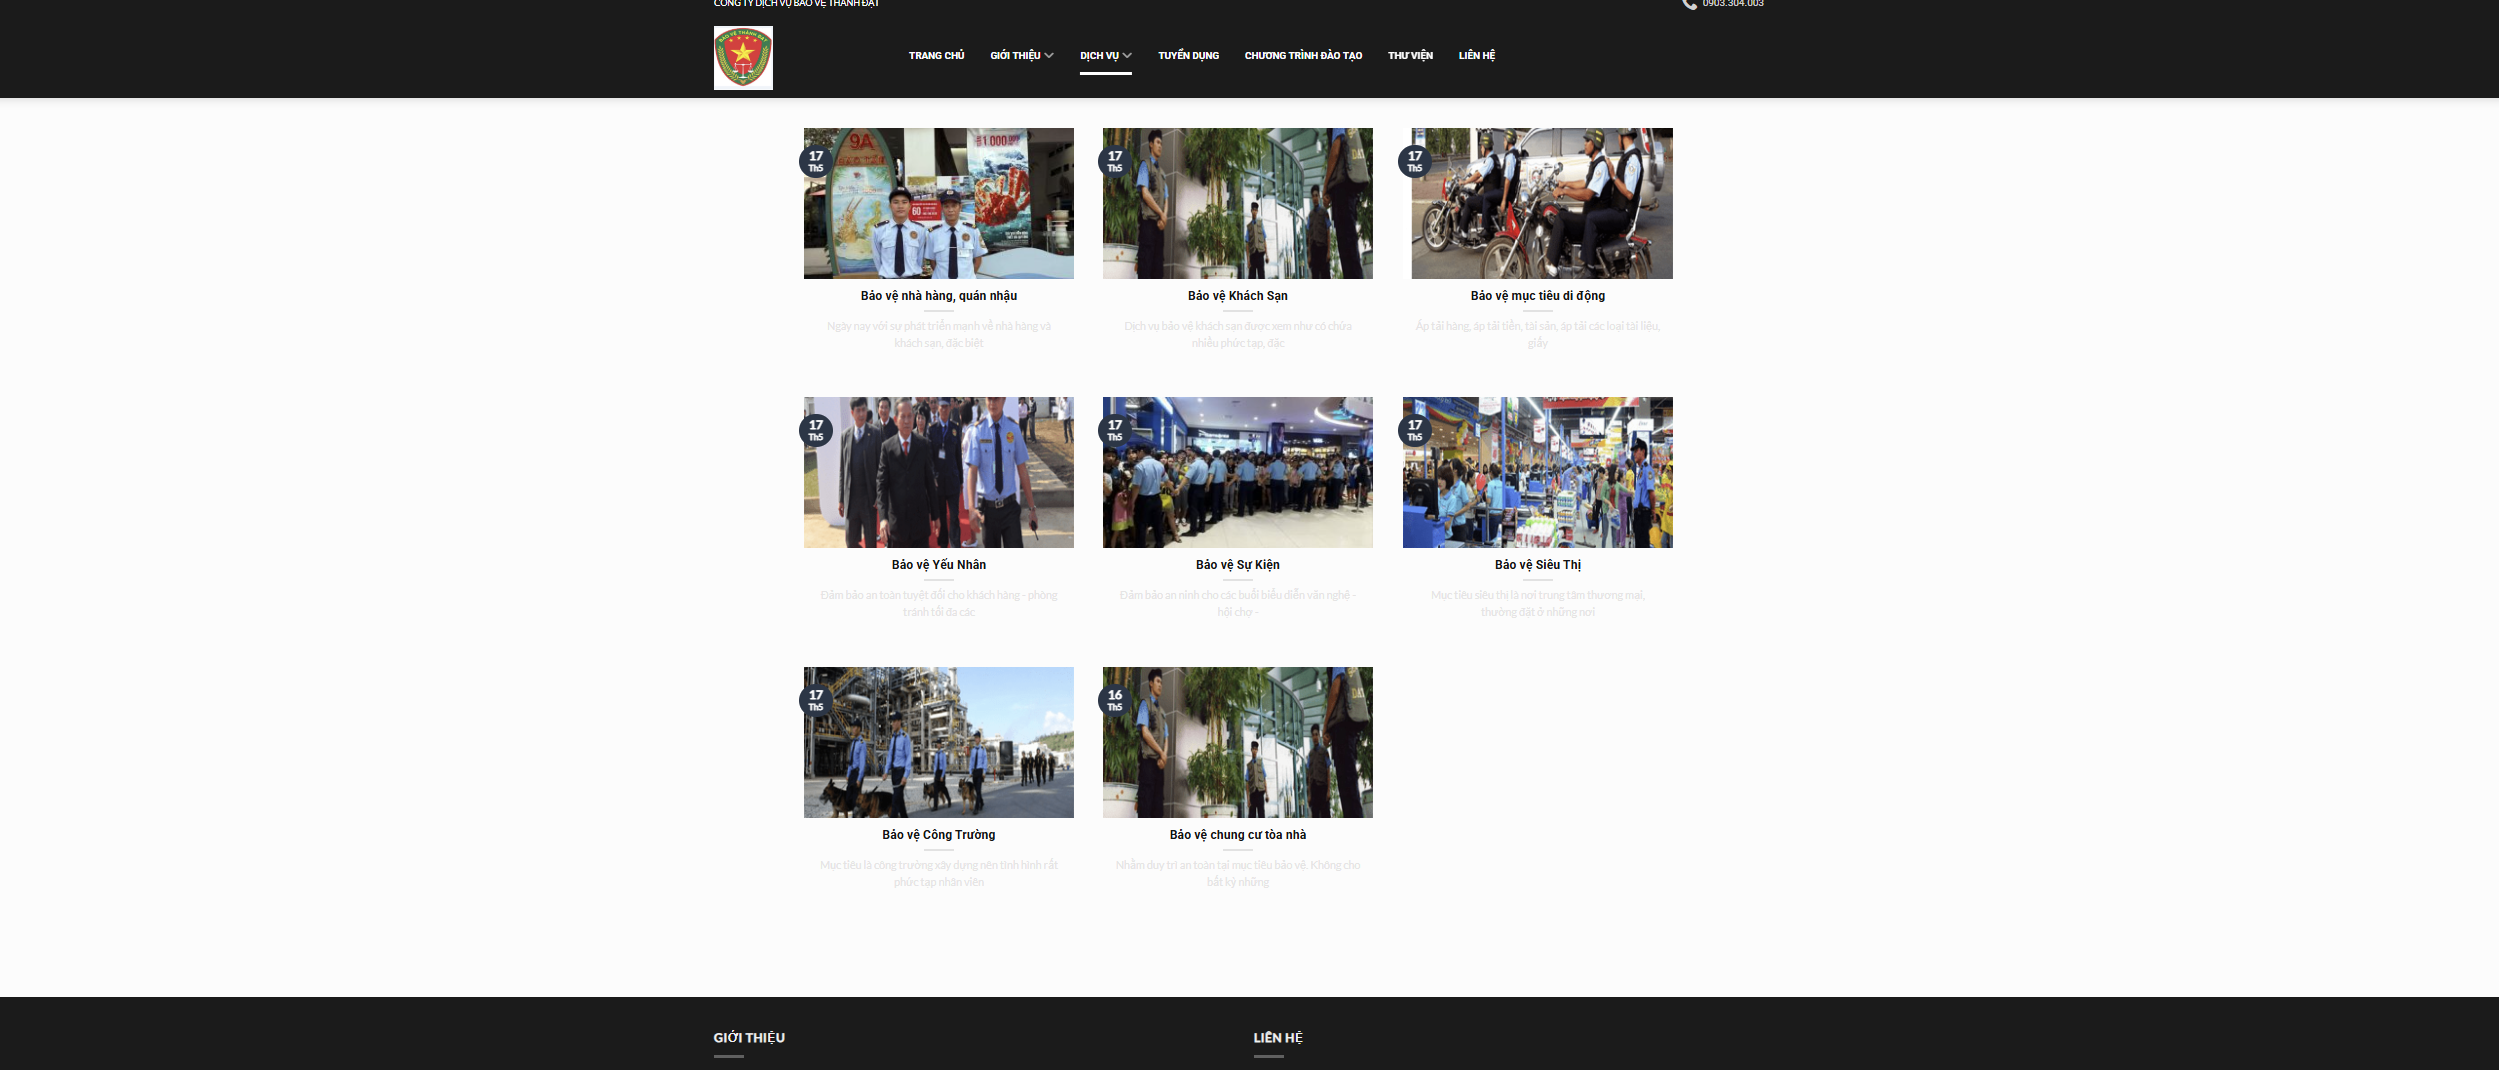 CÔNG TY DỊCH VỤ BẢO VỆ THÀNH ĐẠT
0903.304.003
BẢO VỆ THÀNH ĐẠT
TRANG CHỦ
GIỚI THIỆU
DỊCH VỤ
TUYỂN DỤNG
CHƯƠNG TRÌNH ĐÀO TẠO
THƯ VIỆN
LIÊN HỆ
17
Th5
9A
1 000
60
Bảo vệ nhà hàng, quán nhậu
Ngày nay với sự phát triển mạnh về nhà hàng và
khách sạn, đặc biệt
17
Th5
Bảo vệ Khách Sạn
Dịch vụ bảo vệ khách sạn được xem như có chứa
nhiều phức tạp, đặc
17
Th5
Bảo vệ mục tiêu di động
Áp tải hàng, áp tải tiền, tài sản, áp tải các loại tài liệu,
giấy
17
Th5
Bảo vệ Yếu Nhân
Đảm bảo an toàn tuyệt đối cho khách hàng - phòng
tránh tối đa các
17
Th5
Bảo vệ Sự Kiện
Đảm bảo an ninh cho các buổi biểu diễn văn nghệ -
hội chợ -
17
Th5
Bảo vệ Siêu Thị
Mục tiêu siêu thị là nơi trung tâm thương mại,
thường đặt ở những nơi
17
Th5
Bảo vệ Công Trường
Mục tiêu là công trường xây dựng nên tình hình rất
phức tạp nhân viên
16
Th5
Bảo vệ chung cư tòa nhà
Nhằm duy trì an toàn tại mục tiêu bảo vệ. Không cho
bất kỳ những
GIỚI THIỆU
LIÊN HỆ